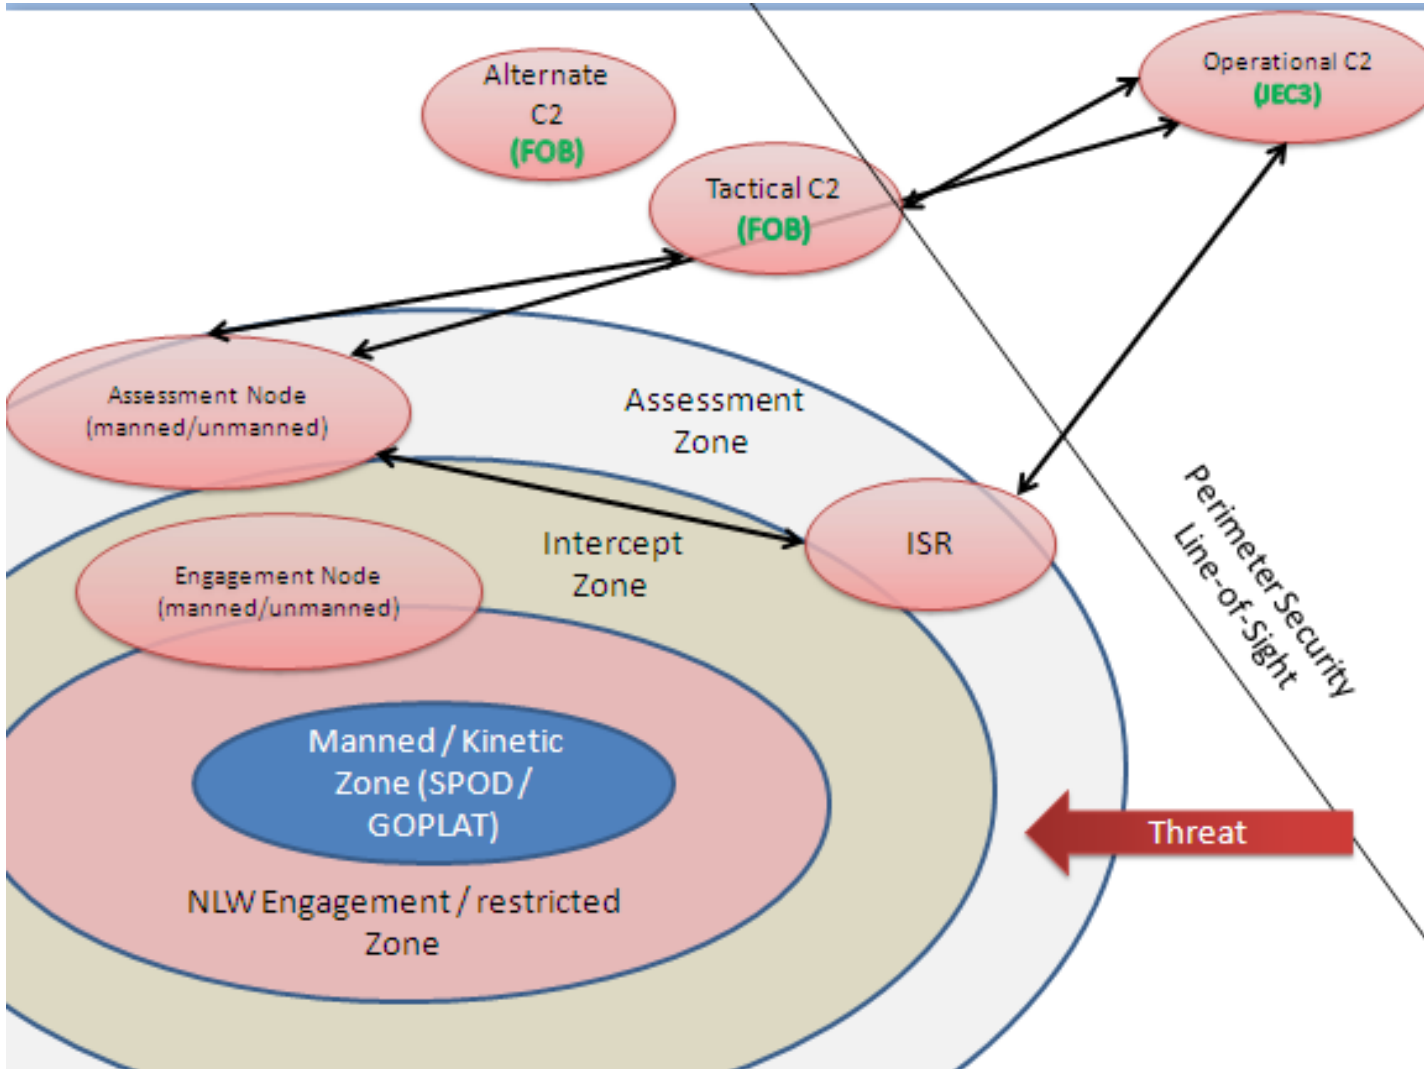 Alternate
C2
(FOB)
Operational C2
(JEC3)
Tactical C2
(FOB)
Assessment Node
(manned/unmanned)
Assessment
Zone
Perimeter Security
Line-of-Sight
Intercept
Zone
ISR
Engagement Node
(manned/unmanned)
Manned / Kinetic
Zone (SPOD /
GOPLAT)
Threat
NLW Engagement / restricted
Zone